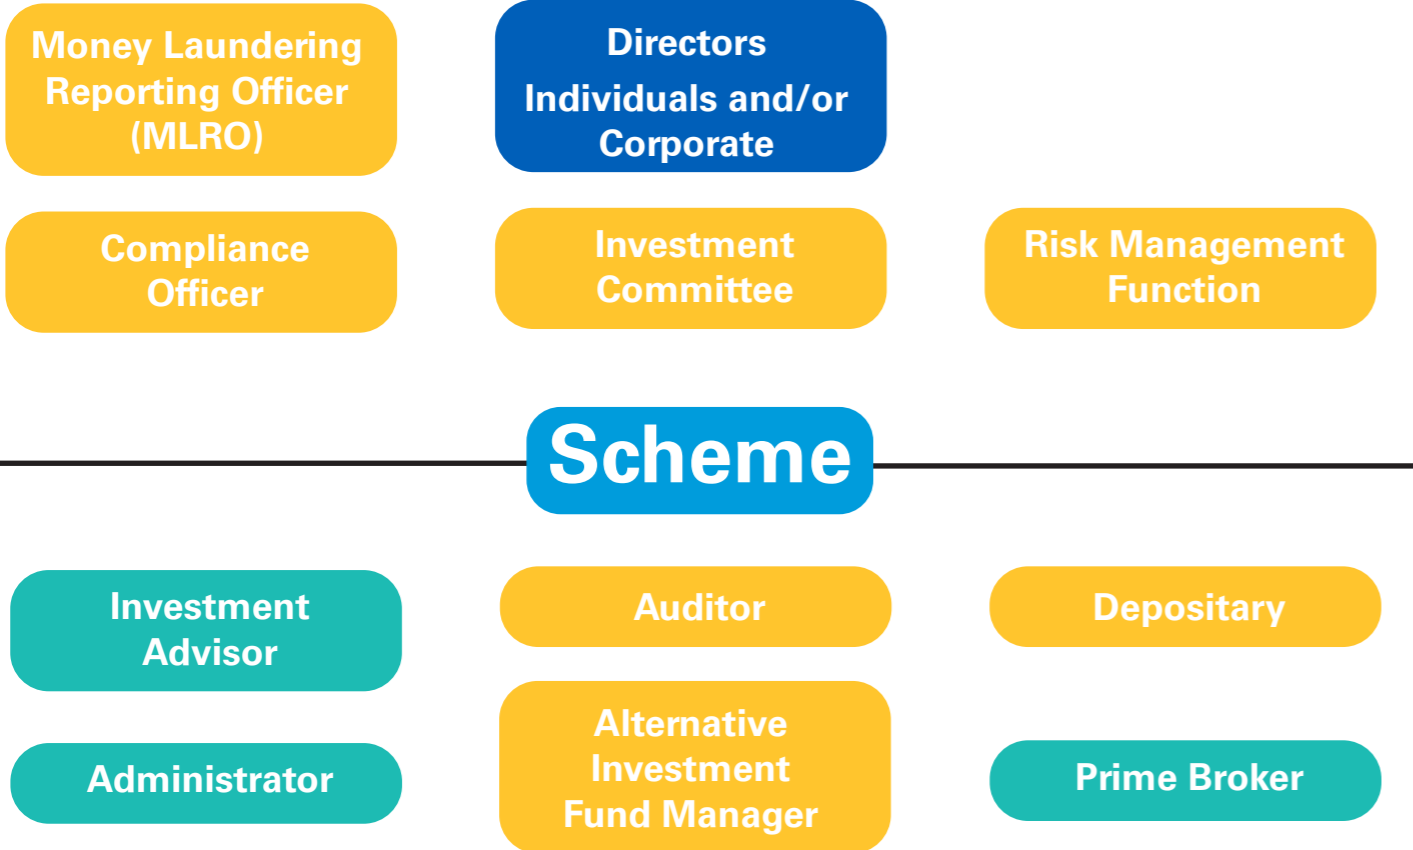 Money Laundering
Reporting Officer
(MLRO)
Directors
Individuals and/or
Corporate
Compliance
Officer
Investment
Committee
Risk Management
Function
Scheme
Investment
Advisor
Auditor
Depositary
Administrator
Alternative
Investment
Fund Manager
Prime Broker